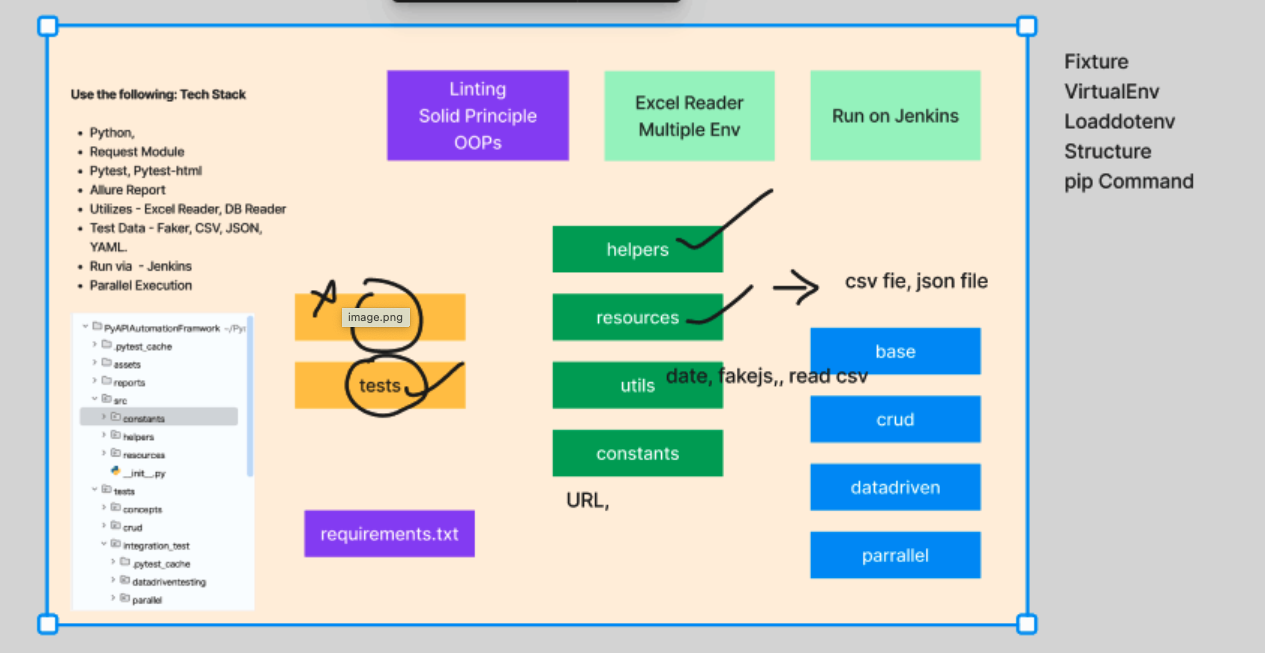 Use the following: Tech Stack
Python,
Request Module
Pytest, Pytest-html
Allure Report
Utilizes - Excel Reader, DB Reader
Test Data - Faker, CSV, JSON,
YAML.
Run via - Jenkins
Parallel Execution
Linting
Solid Principle
OOPs
Excel Reader
Multiple Env
Run on Jenkins
Fixture
VirtualEnv
Loaddotenv
Structure
pip Command
image.png
tests
requirements.txt
helpers
resources
utils
date, fakejs,, read csv
constants
URL,
csv fie, json file
base
crud
datadriven
parrallel
PyAPIAutomationFramwork
.pytest_cache
assets
reports
src
constants
helpers
resources
__init__.py
tests
concepts
crud
integration_test
.pytest_cache
datadriventesting
parallel